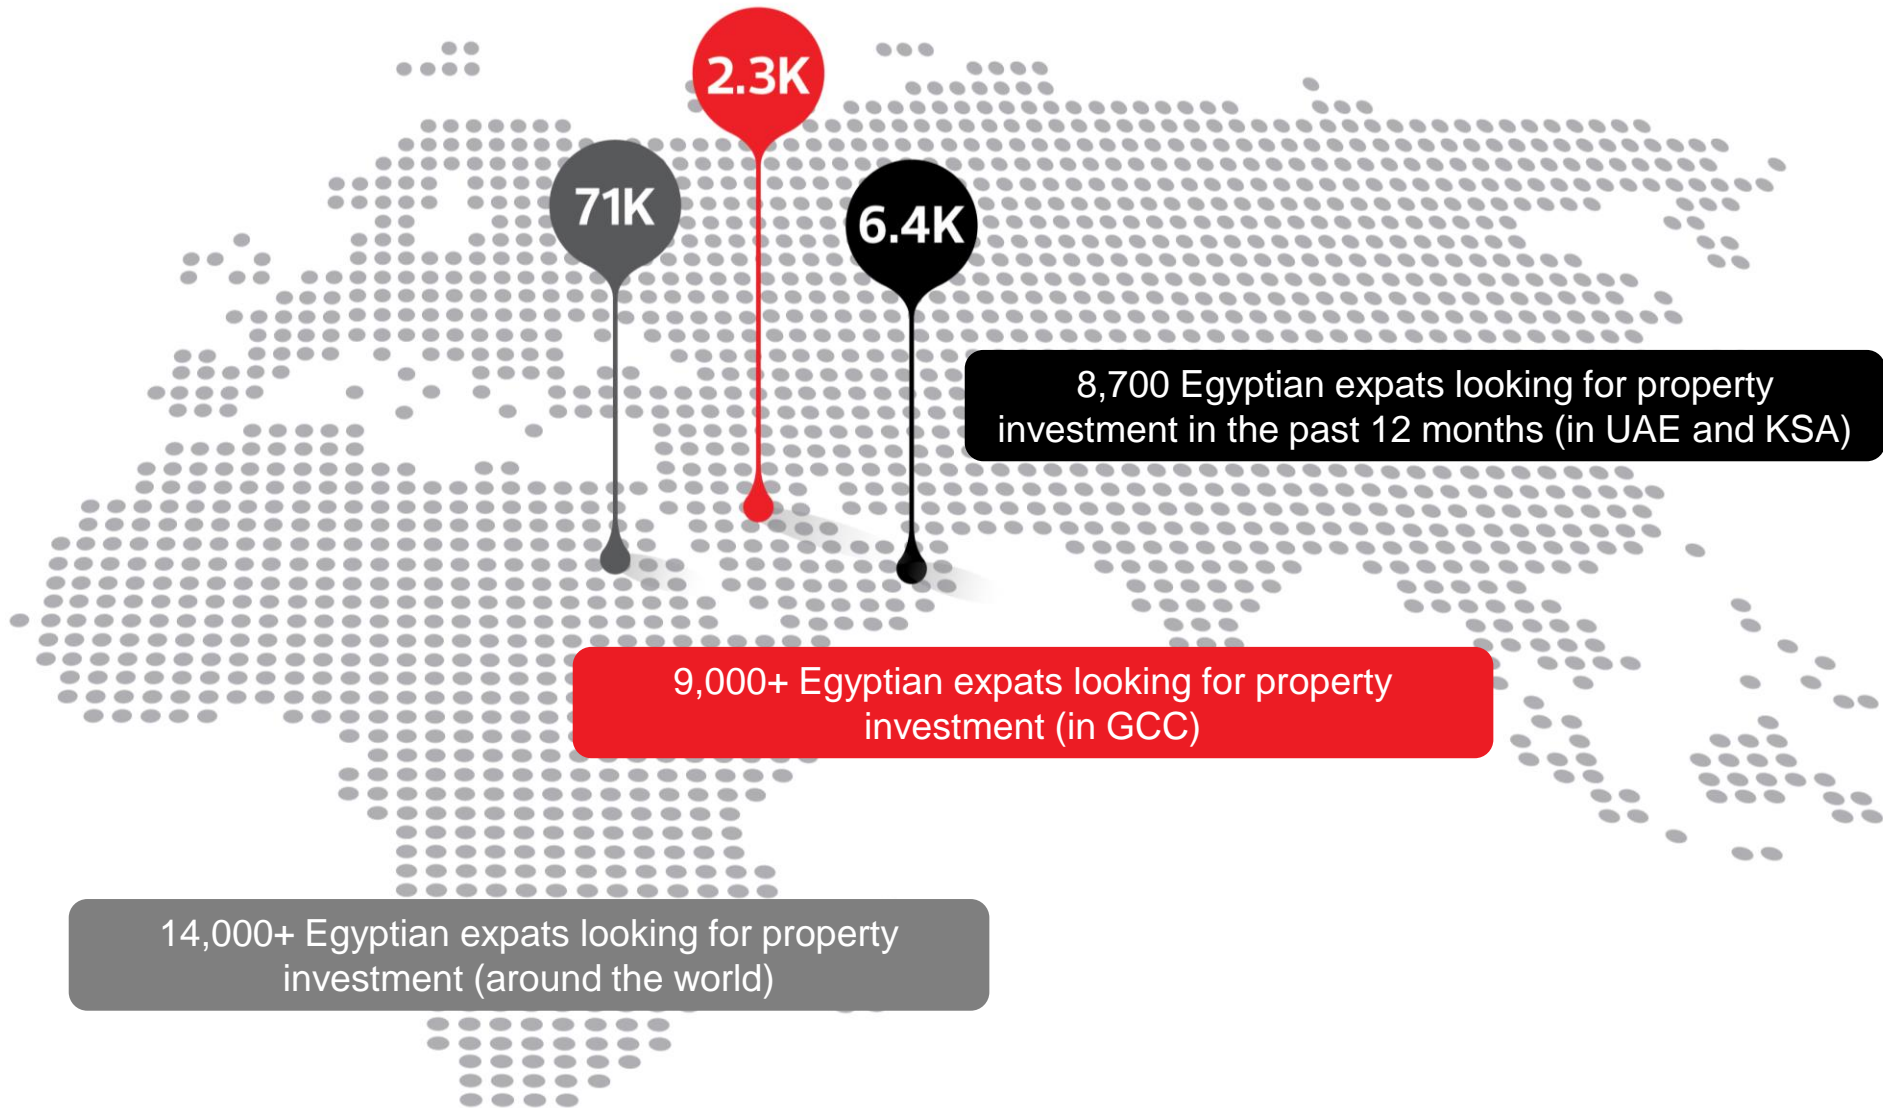 2.3K
71K
6.4K
8,700 Egyptian expats looking for property
investment in the past 12 months (in UAE and KSA)
9,000+ Egyptian expats looking for property
investment (in GCC)
14,000+ Egyptian expats looking for property
investment (around the world)